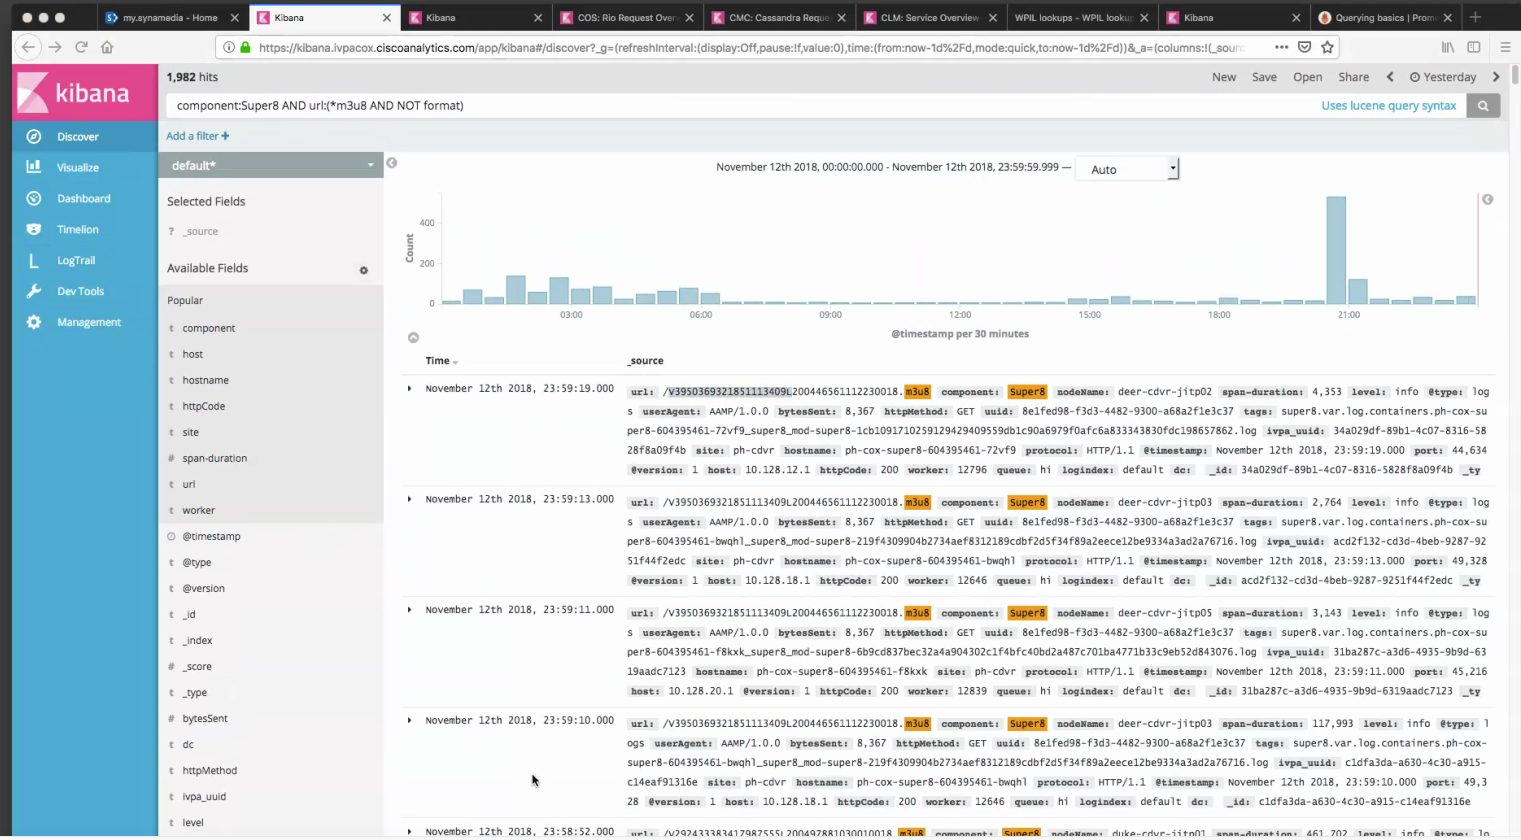 my.synamedia - Home
Kibana
Kibana
COS: Rio Request Over
CMC: Cassandra Reque
CLM: Service Overview
WPIL lookups - WPIL lookup
Kibana
Querying basics | Prom
https://kibana.ivpacox.ciscoanalytics.com/app/kibana#/discover?_g=(refreshInterval:(display:Off,pause:!f,value:0),time:(from:now-1d%2Fd,mode:quick,to:now-1d%2Fd))&_a=(columns:!(_sourc
kibana
Discover
Visualize
Dashboard
Timelion
LogTrail
Dev Tools
Management
1,982 hits
New Save Open Share Yesterday
component:Super8 AND url:(*m3u8 AND NOT format)
Uses lucene query syntax
Add a filter +
default*
Selected Fields
? _source
Available Fields
Popular
t component
t host
t hostname
t httpCode
t site
# span-duration
t url
t worker
@timestamp
t @type
t @version
t _id
t _index
# _score
t _type
# bytesSent
t dc
t httpMethod
t ivpa_uuid
t level
November 12th 2018, 00:00:00.000 - November 12th 2018, 23:59:59.999 — Auto
Count
400
200
0
03:00 06:00 09:00 12:00 15:00 18:00 21:00
@timestamp per 30 minutes
Time _source
November 12th 2018, 23:59:19.000
url: /v3950369321851113409L200446561112230018.m3u8 component: Super8 nodeName: deer-cdvr-jitp02 span-duration: 4,353 level: info @type: log
s userAgent: AAMP/1.0.0 bytesSent: 8,367 httpMethod: GET uuid: 8e1fed98-f3d3-4482-9300-a68a2f1e3c37 tags: super8.var.log.containers.ph-cox-su
per8-604395461-72vf9_super8_mod-super8-1cb1091710259129429409559db1c90a6979f0afc6a833343830fdc198657862.log ivpa_uuid: 34a029df-89b1-4c07-8316-58
28f8a09f4b site: ph-cdvr hostname: ph-cox-super8-604395461-72vf9 protocol: HTTP/1.1 @timestamp: November 12th 2018, 23:59:19.000 port: 44,634
@version: 1 host: 10.128.12.1 httpCode: 200 worker: 12796 queue: hi logindex: default dc: _id: 34a029df-89b1-4c07-8316-5828f8a09f4b _ty
November 12th 2018, 23:59:13.000
url: /v3950369321851113409L200446561112230018.m3u8 component: Super8 nodeName: deer-cdvr-jitp03 span-duration: 2,764 level: info @type: log
s userAgent: AAMP/1.0.0 bytesSent: 8,367 httpMethod: GET uuid: 8e1fed98-f3d3-4482-9300-a68a2f1e3c37 tags: super8.var.log.containers.ph-cox-su
per8-604395461-bwqhl_super8_mod-super8-219f4309904b2734aef8312189cbdf2d5f34f89a2eece12be9334a3ad2a76716.log ivpa_uuid: acd2f132-cd3d-4beb-9287-92
51f44f2edc site: ph-cdvr hostname: ph-cox-super8-604395461-bwqhl protocol: HTTP/1.1 @timestamp: November 12th 2018, 23:59:13.000 port: 49,328
@version: 1 host: 10.128.18.1 httpCode: 200 worker: 12646 queue: hi logindex: default dc: _id: acd2f132-cd3d-4beb-9287-9251f44f2edc _ty
November 12th 2018, 23:59:11.000
url: /v3950369321851113409L200446561112230018.m3u8 component: Super8 nodeName: deer-cdvr-jitp05 span-duration: 3,143 level: info @type: log
s userAgent: AAMP/1.0.0 bytesSent: 8,367 httpMethod: GET uuid: 8e1fed98-f3d3-4482-9300-a68a2f1e3c37 tags: super8.var.log.containers.ph-cox-su
per8-604395461-f8kxk_super8_mod-super8-6b9cd837bec32a4a904302c1f4bfc40bd2a487c701ba4771b33c9eb52d843076.log ivpa_uuid: 31ba287c-a3d6-4935-9b9d-63
19aadc7123 hostname: ph-cox-super8-604395461-f8kxk site: ph-cdvr protocol: HTTP/1.1 @timestamp: November 12th 2018, 23:59:11.000 port: 45,216
host: 10.128.20.1 @version: 1 httpCode: 200 worker: 12839 queue: hi logindex: default dc: _id: 31ba287c-a3d6-4935-9b9d-6319aadc7123 _ty
November 12th 2018, 23:59:10.000
url: /v3950369321851113409L200446561112230018.m3u8 component: Super8 nodeName: deer-cdvr-jitp03 span-duration: 117,993 level: info @type: l
ogs userAgent: AAMP/1.0.0 bytesSent: 8,367 httpMethod: GET uuid: 8e1fed98-f3d3-4482-9300-a68a2f1e3c37 tags: super8.var.log.containers.ph-cox-
super8-604395461-bwqhl_super8_mod-super8-219f4309904b2734aef8312189cbdf2d5f34f89a2eece12be9334a3ad2a76716.log ivpa_uuid: c1dfa3da-a630-4c30-a915-
c14eaf91316e site: ph-cdvr hostname: ph-cox-super8-604395461-bwqhl protocol: HTTP/1.1 @timestamp: November 12th 2018, 23:59:10.000 port: 49,3
28 @version: 1 host: 10.128.18.1 httpCode: 200 worker: 12646 queue: hi logindex: default dc: _id: c1dfa3da-a630-4c30-a915-c14eaf91316e
November 12th 2018, 23:58:52.000
m3u8 component: Super8 nodeName: duke-cdvr-jitp01 span-duration: 461,702 level: info